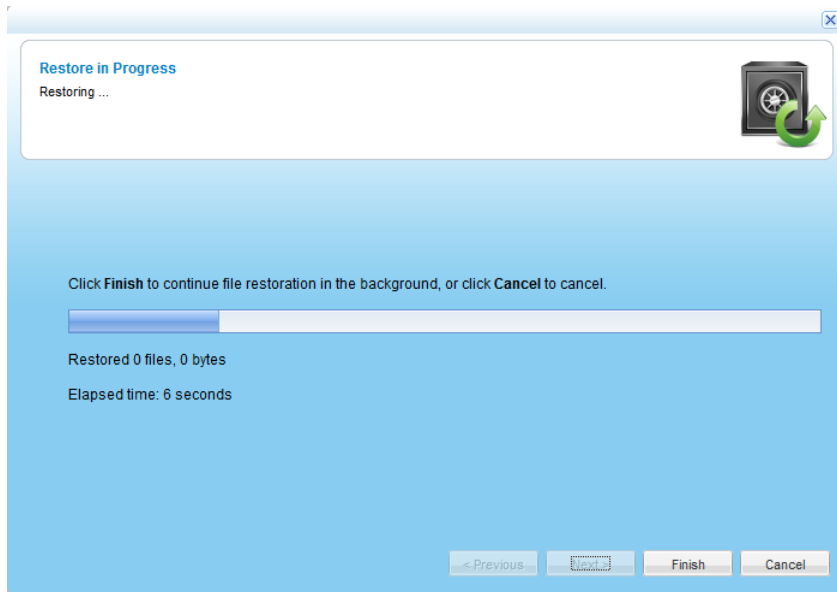 Restore in Progress
Restoring ...
Click Finish to continue file restoration in the background, or click Cancel to cancel.
Restored 0 files, 0 bytes
Elapsed time: 6 seconds
< Previous
Next >
Finish
Cancel